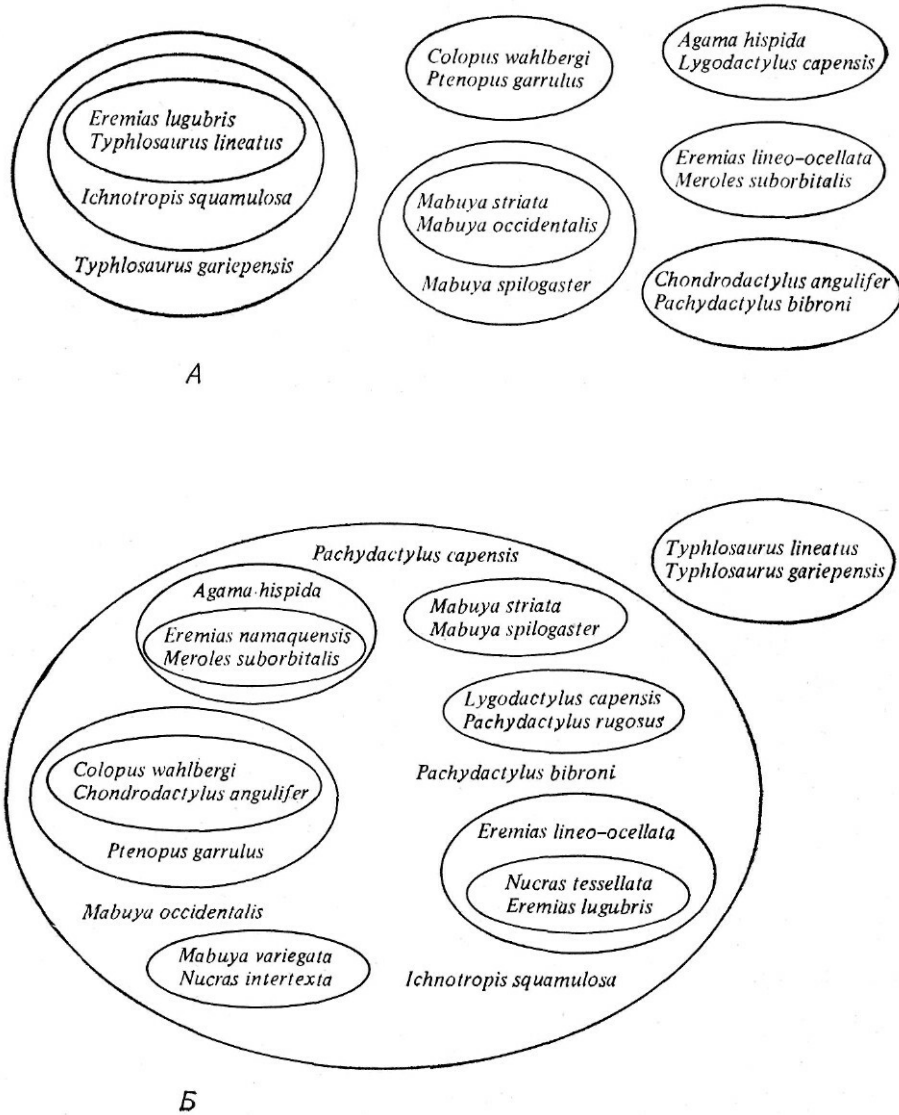 Eremias lugubris
Typhlosaurus lineatus
Ichnotropis squamulosa
Typhlosaurus gariepensis
Colopus wahlbergi
Ptenopus garrulus
Mabuya striata
Mabuya occidentalis
Mabuya spilogaster
Agama hispida
Lygodactylus capensis
Eremias lineo-ocellata
Meroles suborbitalis
Chondrodactylus angulifer
Pachydactylus bibroni
А
Pachydactylus capensis
Agama hispida
Eremias namaquensis
Meroles suborbitalis
Mabuya striata
Mabuya spilogaster
Lygodactylus capensis
Pachydactylus rugosus
Pachydactylus bibroni
Colopus wahlbergi
Chondrodactylus angulifer
Ptenopus garrulus
Eremias lineo-ocellata
Nucras tessellata
Eremias lugubris
Mabuya occidentalis
Mabuya variegata
Nucras intertexta
Ichnotropis squamulosa
Typhlosaurus lineatus
Typhlosaurus gariepensis
Б